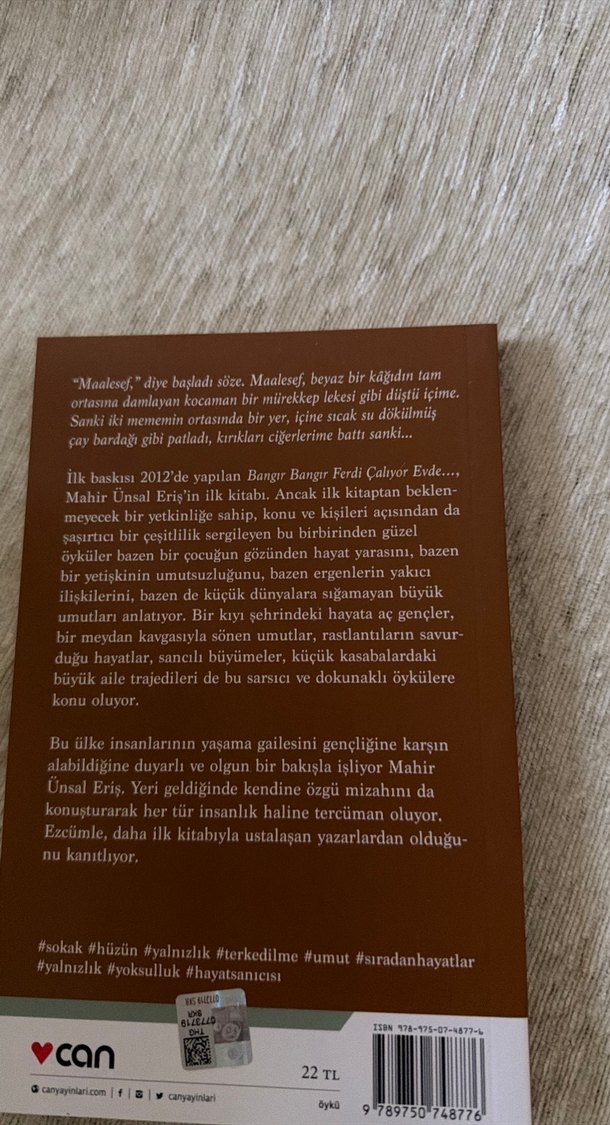 “Maalesef,” diye başladı söze. Maalesef, beyaz bir kâğıdın tam
ortasına damlayan kocaman bir mürekkep lekesi gibi düştü içime.
Sanki iki mememin ortasında bir yer, içine sıcak su dökülmüş
çay bardağı gibi patladı, kırıkları ciğerlerime battı sanki...
İlk baskısı 2012’de yapılan Bangır Bangır Ferdi Çalıyor Evde...,
Mahir Ünsal Eriş’in ilk kitabı. Ancak ilk kitaptan beklen-
meyecek bir yetkinliğe sahip, konu ve kişileri açısından da
şaşırtıcı bir çeşitlilik sergileyen bu birbirinden güzel
öyküler bazen bir çocuğun gözünden hayat yarasını, bazen
bir yetişkinin umutsuzluğunu, bazen ergenlerin yakıcı
ilişkilerini, bazen de küçük dünyalara sığamayan büyük
umutları anlatıyor. Bir kıyı şehrindeki hayata aç gençler,
bir meydan kavgasıyla sönen umutlar, rastlantıların savur-
duğu hayatlar, sancılı büyümeler, küçük kasabalardaki
büyük aile trajedileri de bu sarsıcı ve dokunaklı öykülere
konu oluyor.
Bu ülke insanlarının yaşama gailesini gençliğine karşın
alabildiğine duyarlı ve olgun bir bakışla işliyor Mahir
Ünsal Eriş. Yeri geldiğinde kendine özgü mizahını da
konuşturarak her tür insanlık haline tercüman oluyor.
Ezcümle, daha ilk kitabıyla ustalaşan yazarlardan olduğu-
nu kanıtlıyor.
#sokak #hüzün #yalnızlık #terkedilme #umut #sıradanhayatlar
#yalnızlık #yoksulluk #hayatsanıcısı
THG
0773719
can
canyayinlari.com | f | | canyayinlari
22 TL
öykü
ISBN 978-975-07-4877-6
9 789750 748776